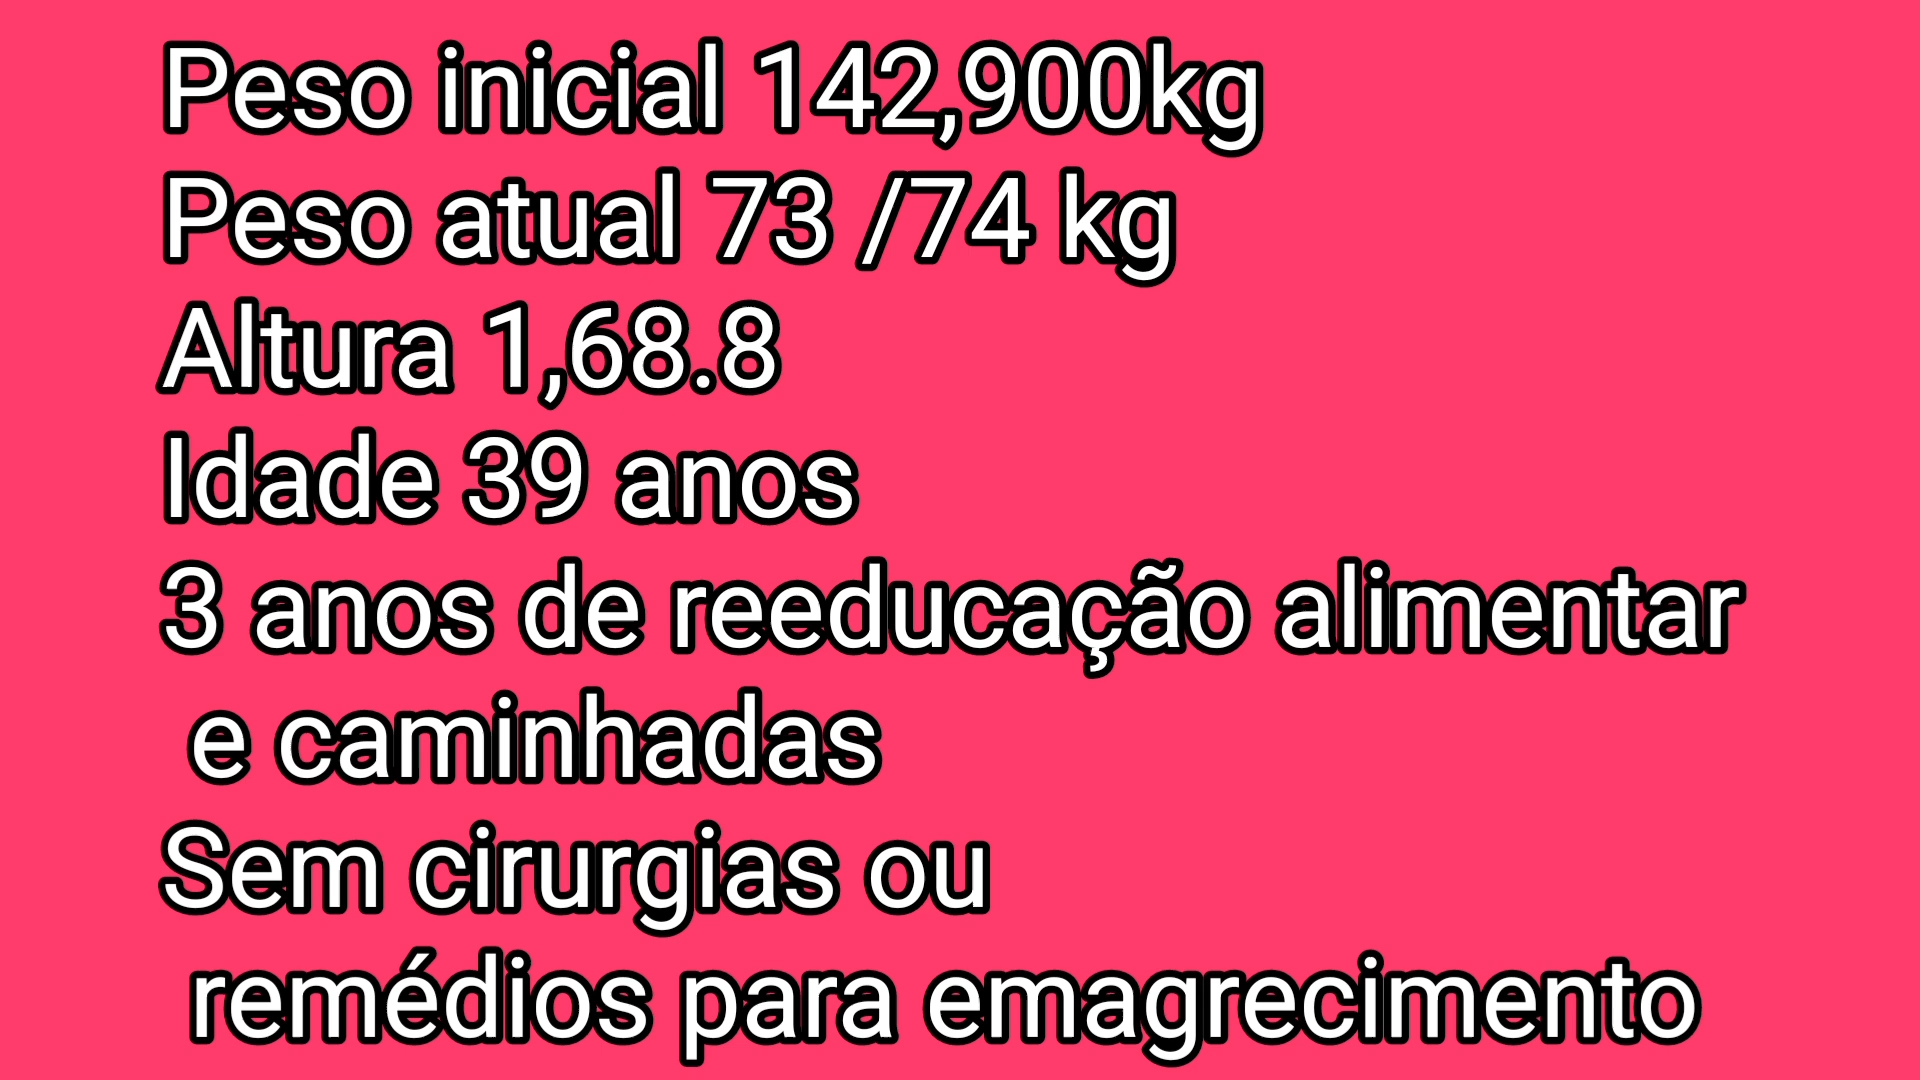 Peso inicial 142,900kg
Peso atual 73 /74 kg
Altura 1,68.8
Idade 39 anos
3 anos de reeducação alimentar
e caminhadas
Sem cirurgias ou
remédios para emagrecimento